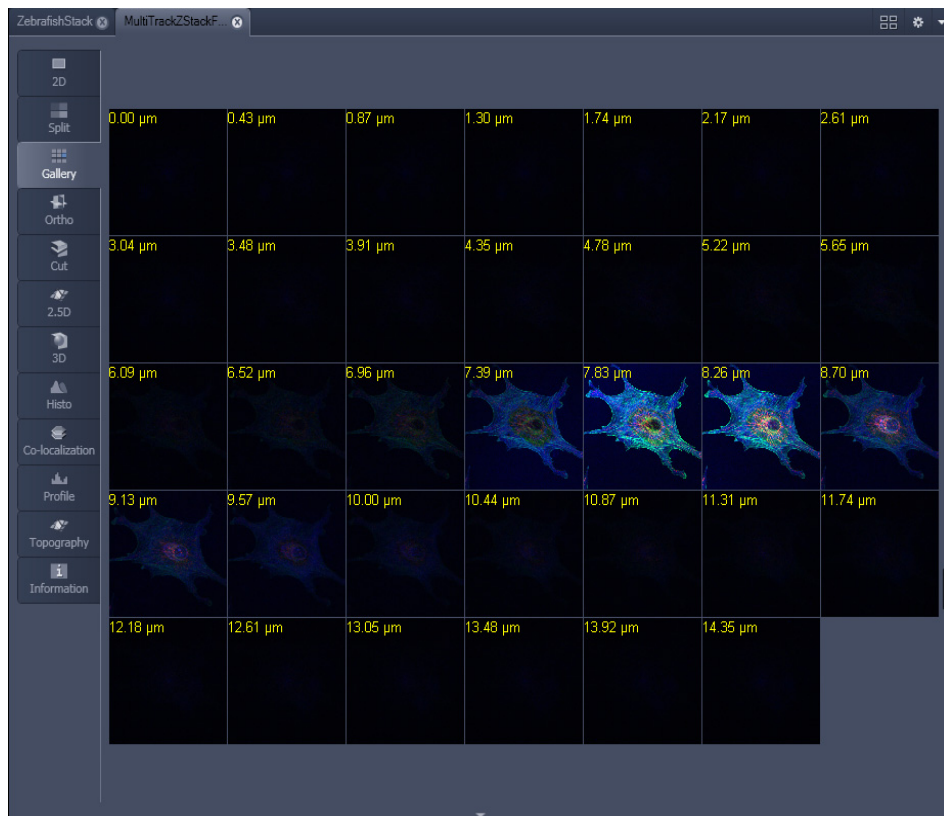 ZebrafishStack
MultiTrackZStackF...
2D
Split
Gallery
Ortho
Cut
2.5D
3D
Histo
Co-localization
Profile
Topography
Information
0.00 µm 0.43 µm 0.87 µm 1.30 µm 1.74 µm 2.17 µm 2.61 µm
3.04 µm 3.48 µm 3.91 µm 4.35 µm 4.78 µm 5.22 µm 5.65 µm
6.09 µm 6.52 µm 6.96 µm 7.39 µm 7.83 µm 8.26 µm 8.70 µm
9.13 µm 9.57 µm 10.00 µm 10.44 µm 10.87 µm 11.31 µm 11.74 µm
12.18 µm 12.61 µm 13.05 µm 13.48 µm 13.92 µm 14.35 µm